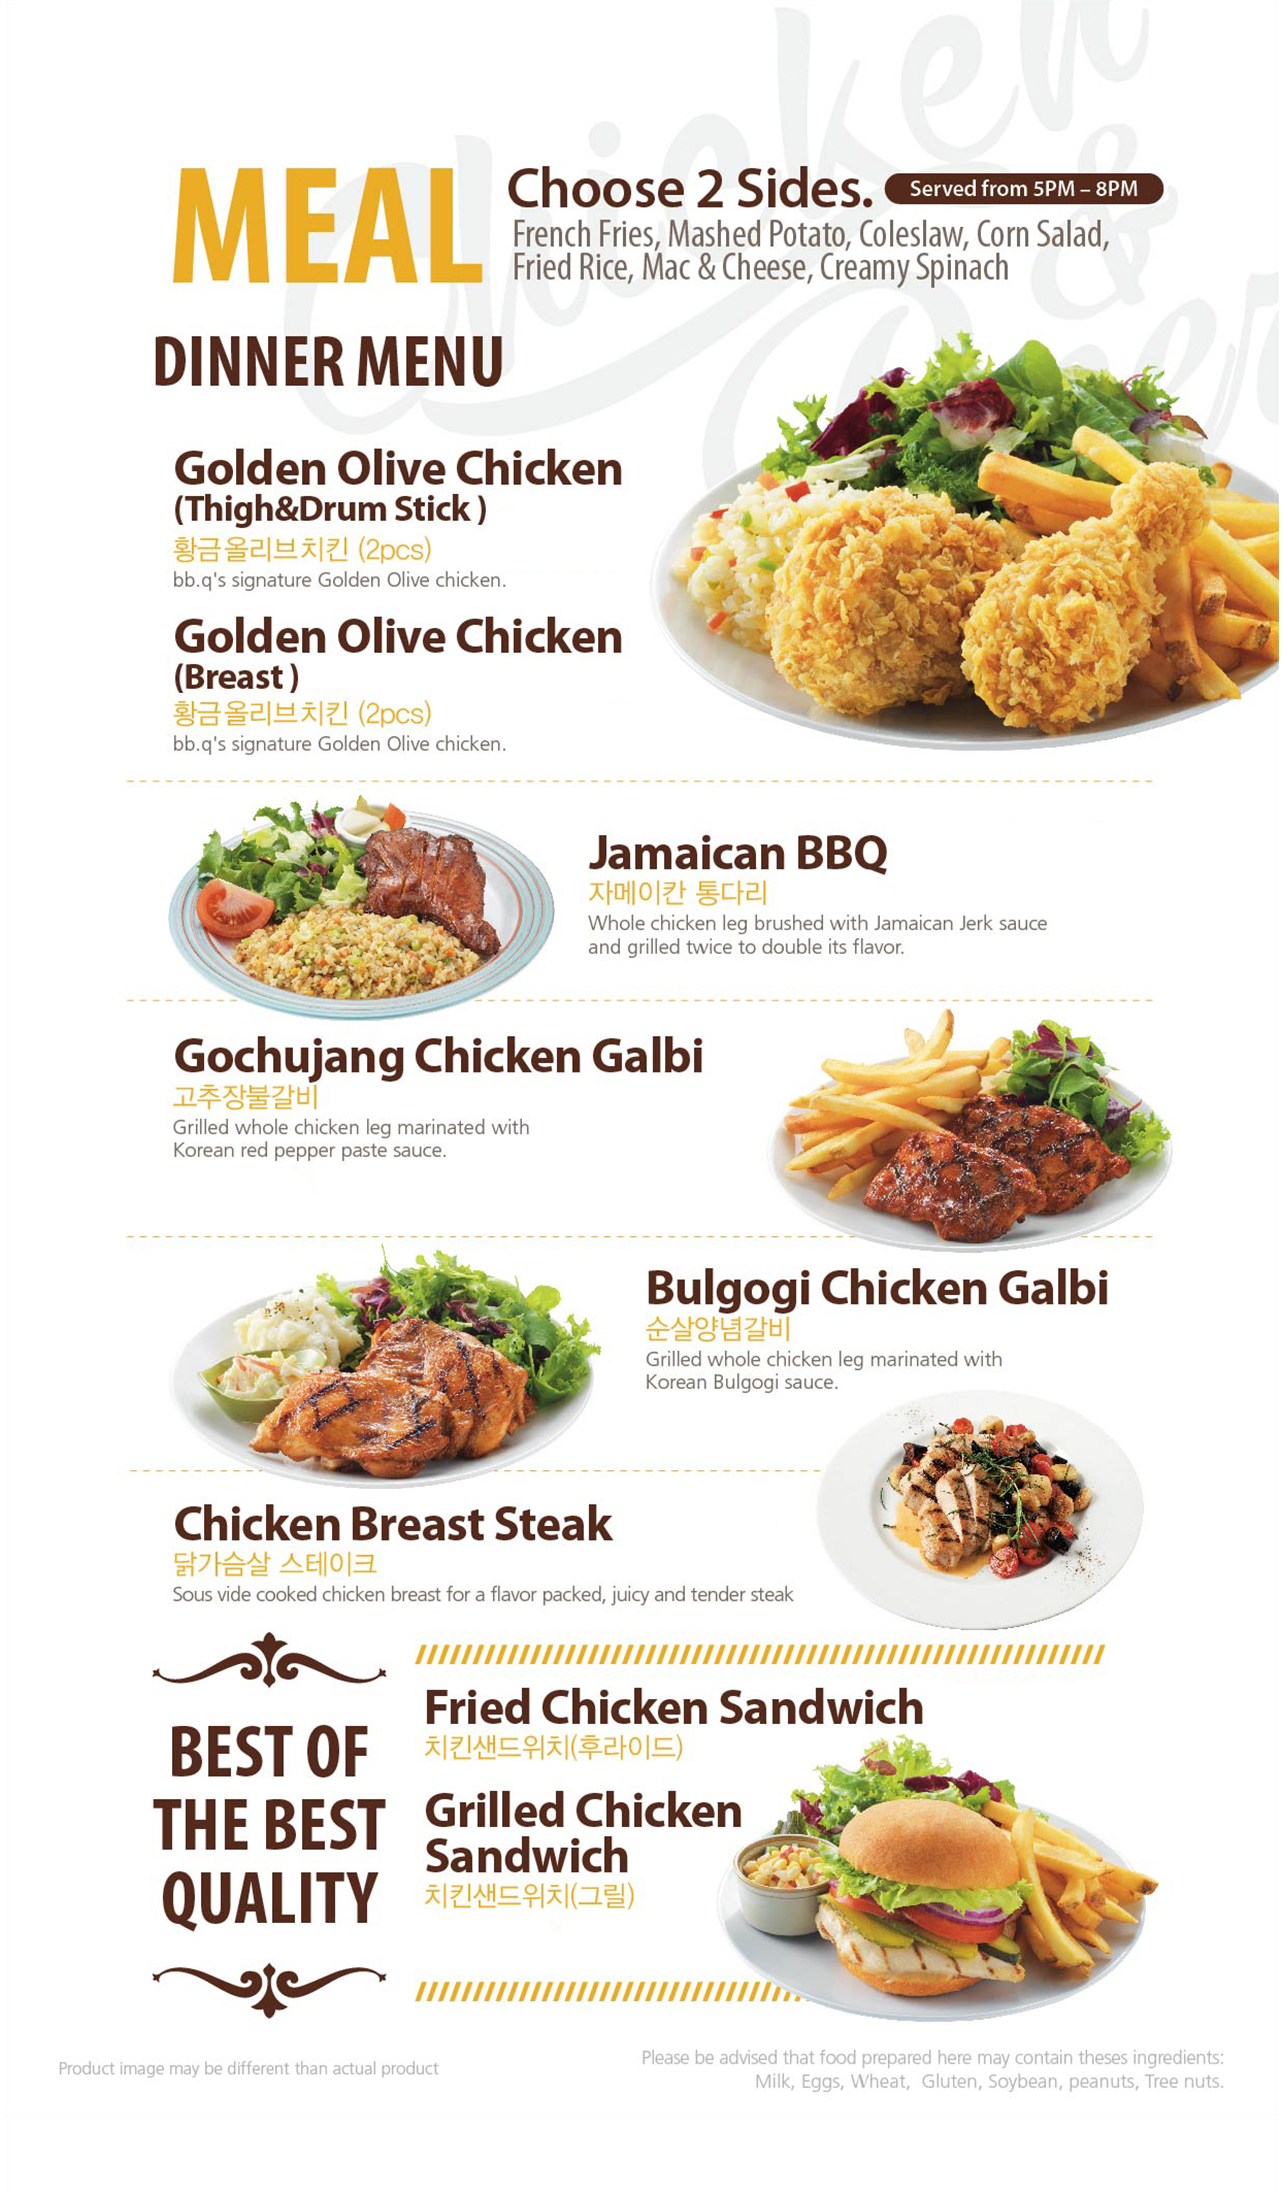 MEAL
Choose 2 Sides.
Served from 5PM – 8PM
French Fries, Mashed Potato, Coleslaw, Corn Salad,
Fried Rice, Mac & Cheese, Creamy Spinach
Chicken
&
DINNER MENU
Golden Olive Chicken
(Thigh&Drum Stick )
황금올리브치킨 (2pcs)
bb.q's signature Golden Olive chicken.
Golden Olive Chicken
(Breast )
황금올리브치킨 (2pcs)
bb.q's signature Golden Olive chicken.
Jamaican BBQ
자메이칸 통다리
Whole chicken leg brushed with Jamaican Jerk sauce
and grilled twice to double its flavor.
Gochujang Chicken Galbi
고추장불갈비
Grilled whole chicken leg marinated with
Korean red pepper paste sauce.
Bulgogi Chicken Galbi
순살양념갈비
Grilled whole chicken leg marinated with
Korean Bulgogi sauce.
Chicken Breast Steak
닭가슴살 스테이크
Sous vide cooked chicken breast for a flavor packed, juicy and tender steak
BEST OF
THE BEST
QUALITY
Fried Chicken Sandwich
치킨샌드위치(후라이드)
Grilled Chicken
Sandwich
치킨샌드위치(그릴)
Product image may be different than actual product
Please be advised that food prepared here may contain theses ingredients:
Milk, Eggs, Wheat, Gluten, Soybean, peanuts, Tree nuts.